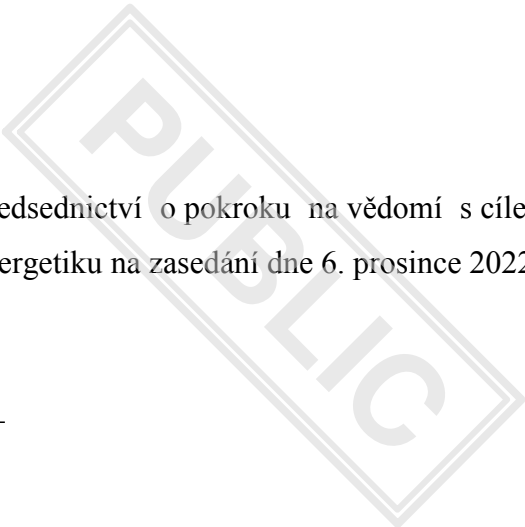 PUBLIC
edsednictví o pokroku na vědomí s cíle
ergetiku na zasedání dne 6. prosince 2022